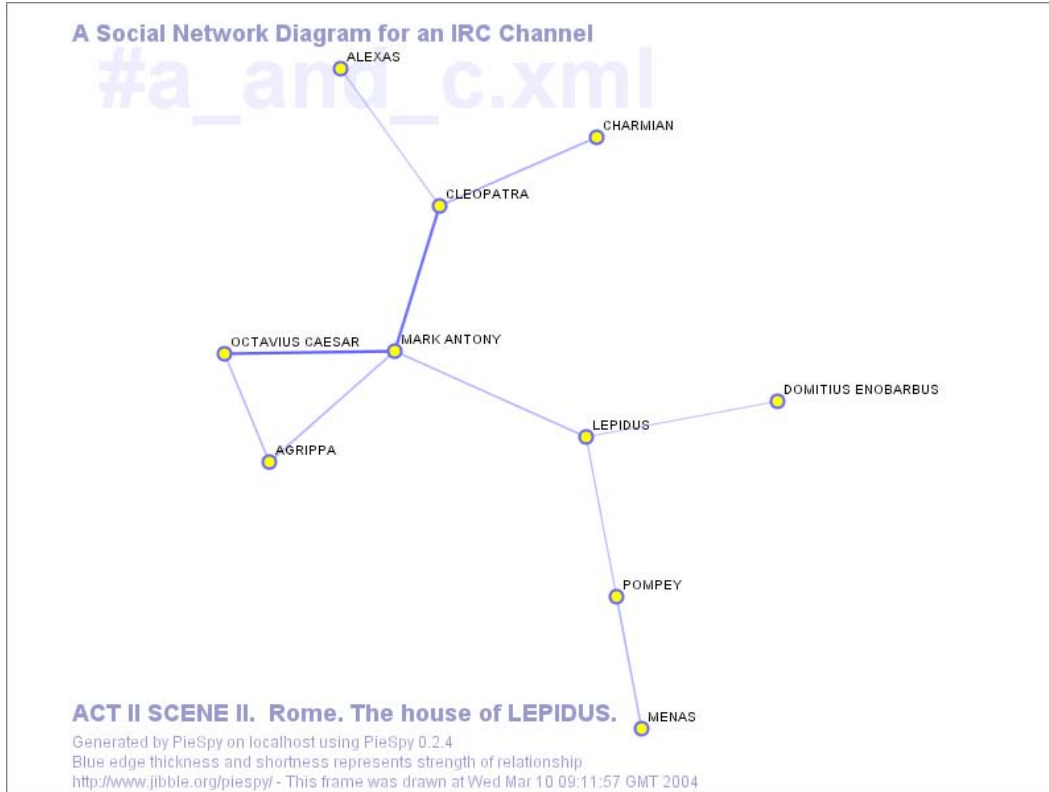 A Social Network Diagram for an IRC Channel
#a_and_c.xml
ALEXAS
CHARMIAN
CLEOPATRA
OCTAVIUS CAESAR
MARK ANTONY
DOMITIUS ENOBARBUS
LEPIDUS
AGRIPPA
POMPEY
MENAS
ACT II SCENE II.  Rome. The house of LEPIDUS.
Generated by PieSpy on localhost using PieSpy 0.2.4
Blue edge thickness and shortness represents strength of relationship
http://www.jibble.org/piespy/ - This frame was drawn at Wed Mar 10 09:11:57 GMT 2004